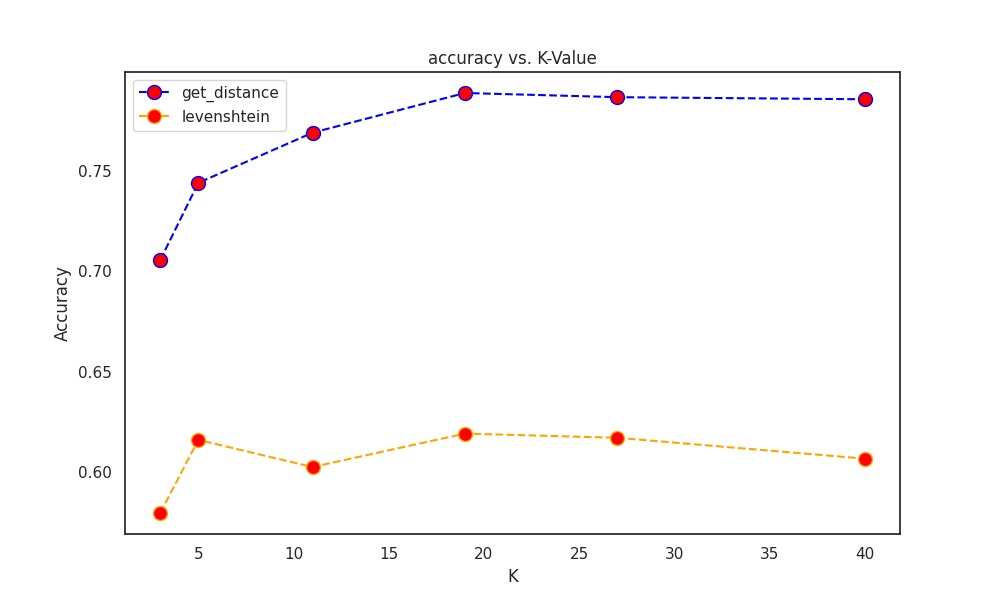 accuracy vs. K-Value
get_distance
levenshtein
Accuracy
0.75
0.70
0.65
0.60
5 10 15 20 25 30 35 40
K